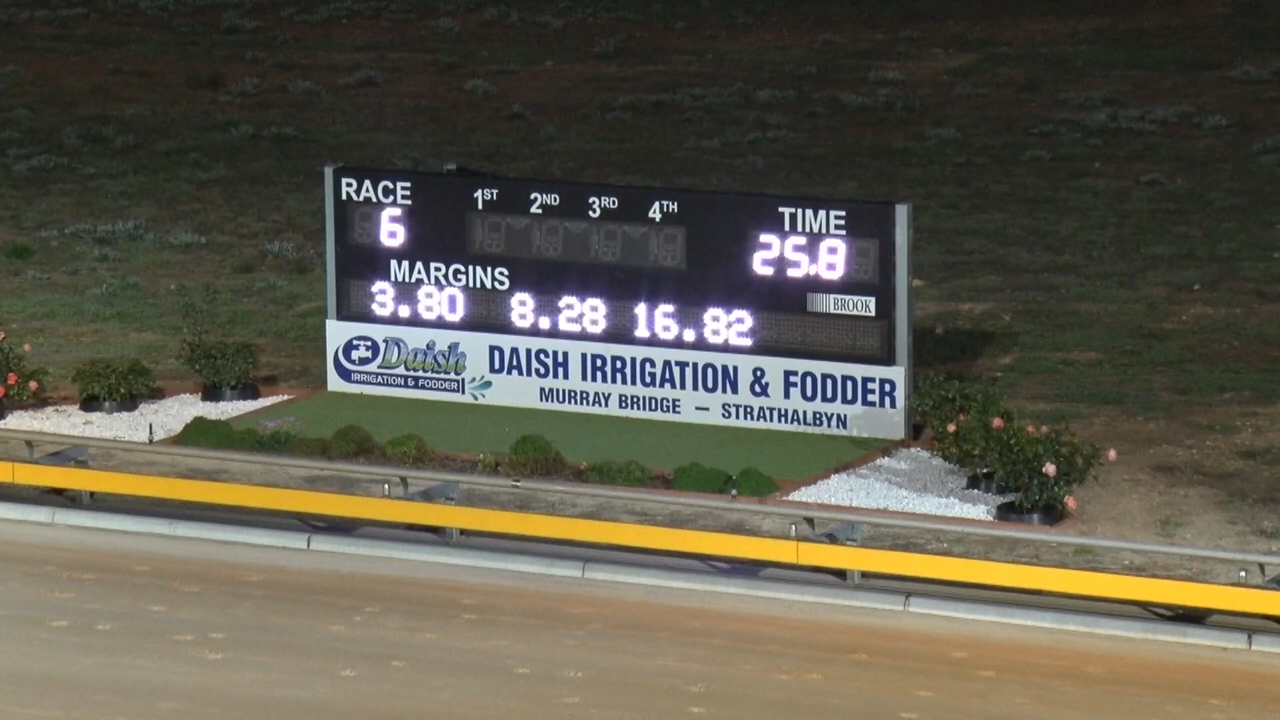 RACE 1ST 2ND 3RD 4TH TIME
6 25.8
MARGINS
3.80 8.28 16.82
BROOK
Daish
IRRIGATION & FODDER
DAISH IRRIGATION & FODDER
MURRAY BRIDGE — STRATHALBYN